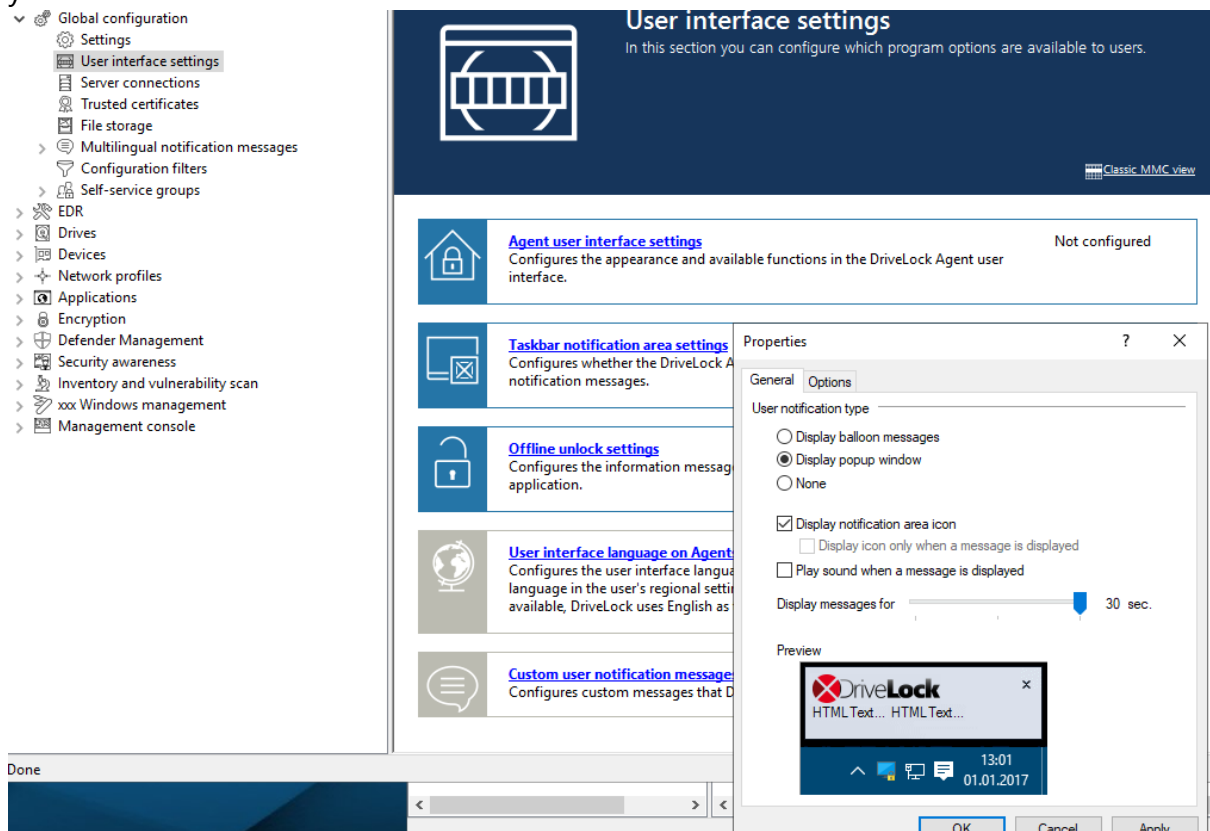 Global configuration
Settings
User interface settings
Server connections
Trusted certificates
File storage
Multilingual notification messages
Configuration filters
Self-service groups
EDR
Drives
Devices
Network profiles
Applications
Encryption
Defender Management
Security awareness
Inventory and vulnerability scan
xxx Windows management
Management console
User interface settings
In this section you can configure which program options are available to users.
Classic MMC view
Agent user interface settings
Not configured
Configures the appearance and available functions in the DriveLock Agent user
interface.
Taskbar notification area settings
Configures whether the DriveLock A
notification messages.
Offline unlock settings
Configures the information messag
application.
User interface language on Agent
Configures the user interface langua
language in the user's regional setti
available, DriveLock uses English as
Custom user notification message
Configures custom messages that D
Properties
?
General
Options
User notification type
Display balloon messages
Display popup window
None
Display notification area icon
Display icon only when a message is displayed
Play sound when a message is displayed
Display messages for
30 sec.
Preview
DriveLock
x
HTMLText... HTMLText...
13:01
01.01.2017
OK
Cancel
Apply
Done